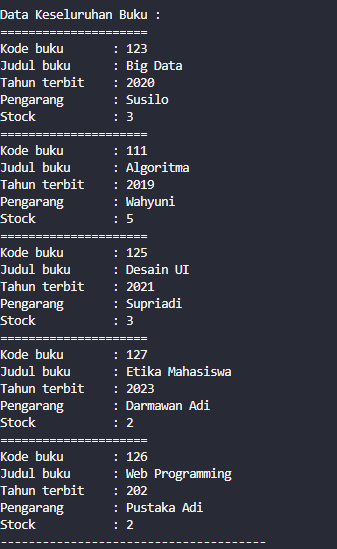 Data Keseluruhan Buku :
=====================
Kode buku       : 123
Judul buku      : Big Data
Tahun terbit    : 2020
Pengarang       : Susilo
Stock           : 3
=====================
Kode buku       : 111
Judul buku      : Algoritma
Tahun terbit    : 2019
Pengarang       : Wahyuni
Stock           : 5
=====================
Kode buku       : 125
Judul buku      : Desain UI
Tahun terbit    : 2021
Pengarang       : Supriadi
Stock           : 3
=====================
Kode buku       : 127
Judul buku      : Etika Mahasiswa
Tahun terbit    : 2023
Pengarang       : Darmawan Adi
Stock           : 2
=====================
Kode buku       : 126
Judul buku      : Web Programming
Tahun terbit    : 202
Pengarang       : Pustaka Adi
Stock           : 2
--------------------------------------